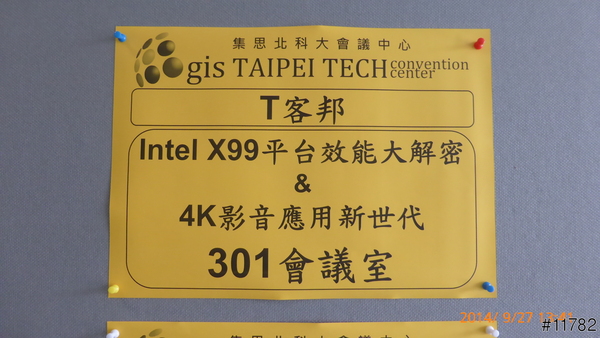 集思北科大會議中心
gis TAIPEI TECH convention center
T客邦
Intel X99平台效能大解密
&
4K影音應用新世代
301會議室
2014/ 9/27
#11782